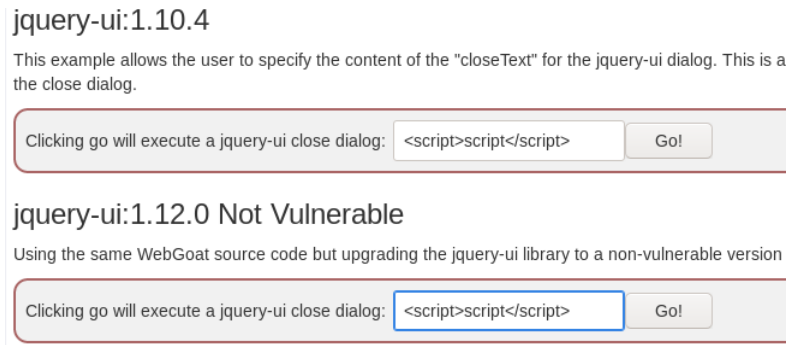 jquery-ui:1.10.4
This example allows the user to specify the content of the "closeText" for the jquery-ui dialog. This is a
the close dialog.
Clicking go will execute a jquery-ui close dialog: <script>script</script> Go!
jquery-ui:1.12.0 Not Vulnerable
Using the same WebGoat source code but upgrading the jquery-ui library to a non-vulnerable version
Clicking go will execute a jquery-ui close dialog: <script>script</script> Go!